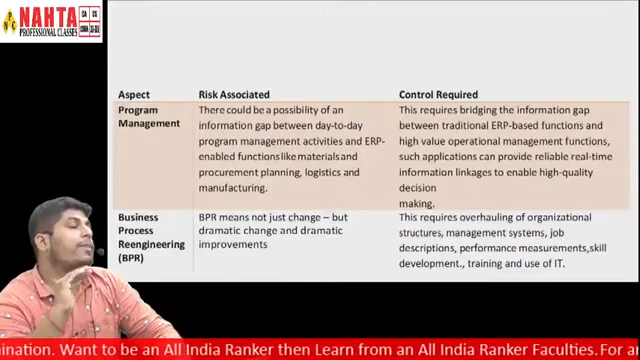 NAHTA
PROFESSIONAL CLASSES
CA CS
CMA 11-12
Aspect Risk Associated Control Required
Program There could be a possibility of an This requires bridging the information gap
Management information gap between day-to-day between traditional ERP-based functions and
program management activities and ERP- high value operational management functions,
enabled functions like materials and such applications can provide reliable real-time
procurement planning, logistics and information linkages to enable high-quality
manufacturing. decision
making.
Business BPR means not just change – but This requires overhauling of organizational
Process dramatic change and dramatic structures, management systems, job
Reengineering improvements descriptions, performance measurements,skill
(BPR) development., training and use of IT.
mination. Want to be an All India Ranker then Learn from an All India Ranker Faculties.For a